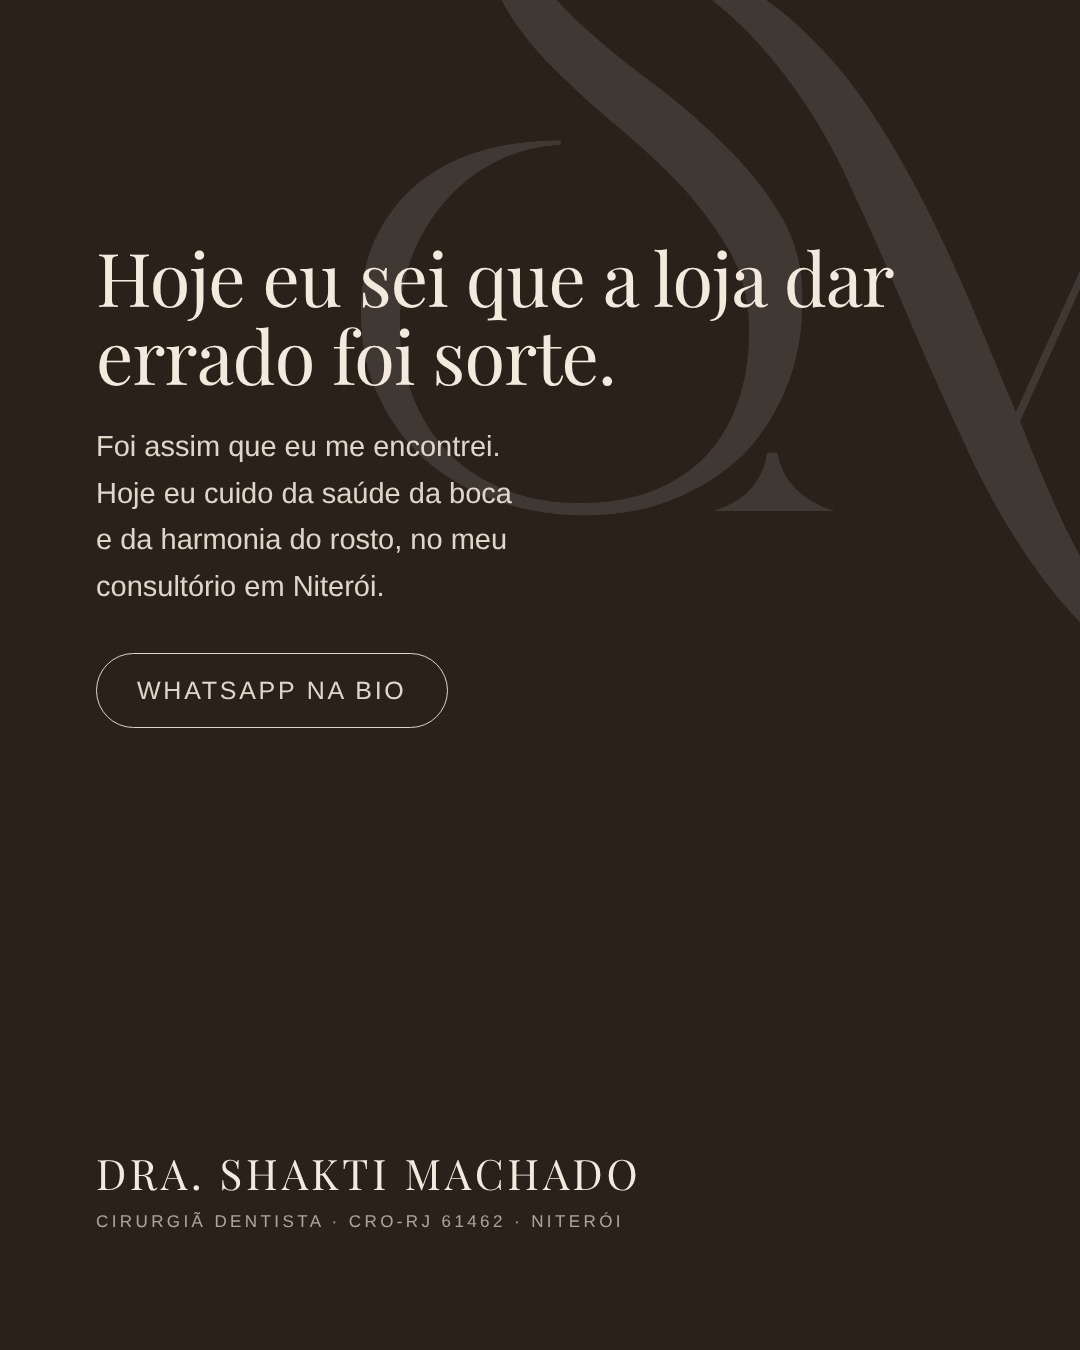 Hoje eu sei que a loja dar
errado foi sorte.
Foi assim que eu me encontrei.
Hoje eu cuido da saúde da boca
e da harmonia do rosto, no meu
consultório em Niterói.
WHATSAPP NA BIO
DRA. SHAKTI MACHADO
CIRURGIÃ DENTISTA · CRO-RJ 61462 · NITERÓI